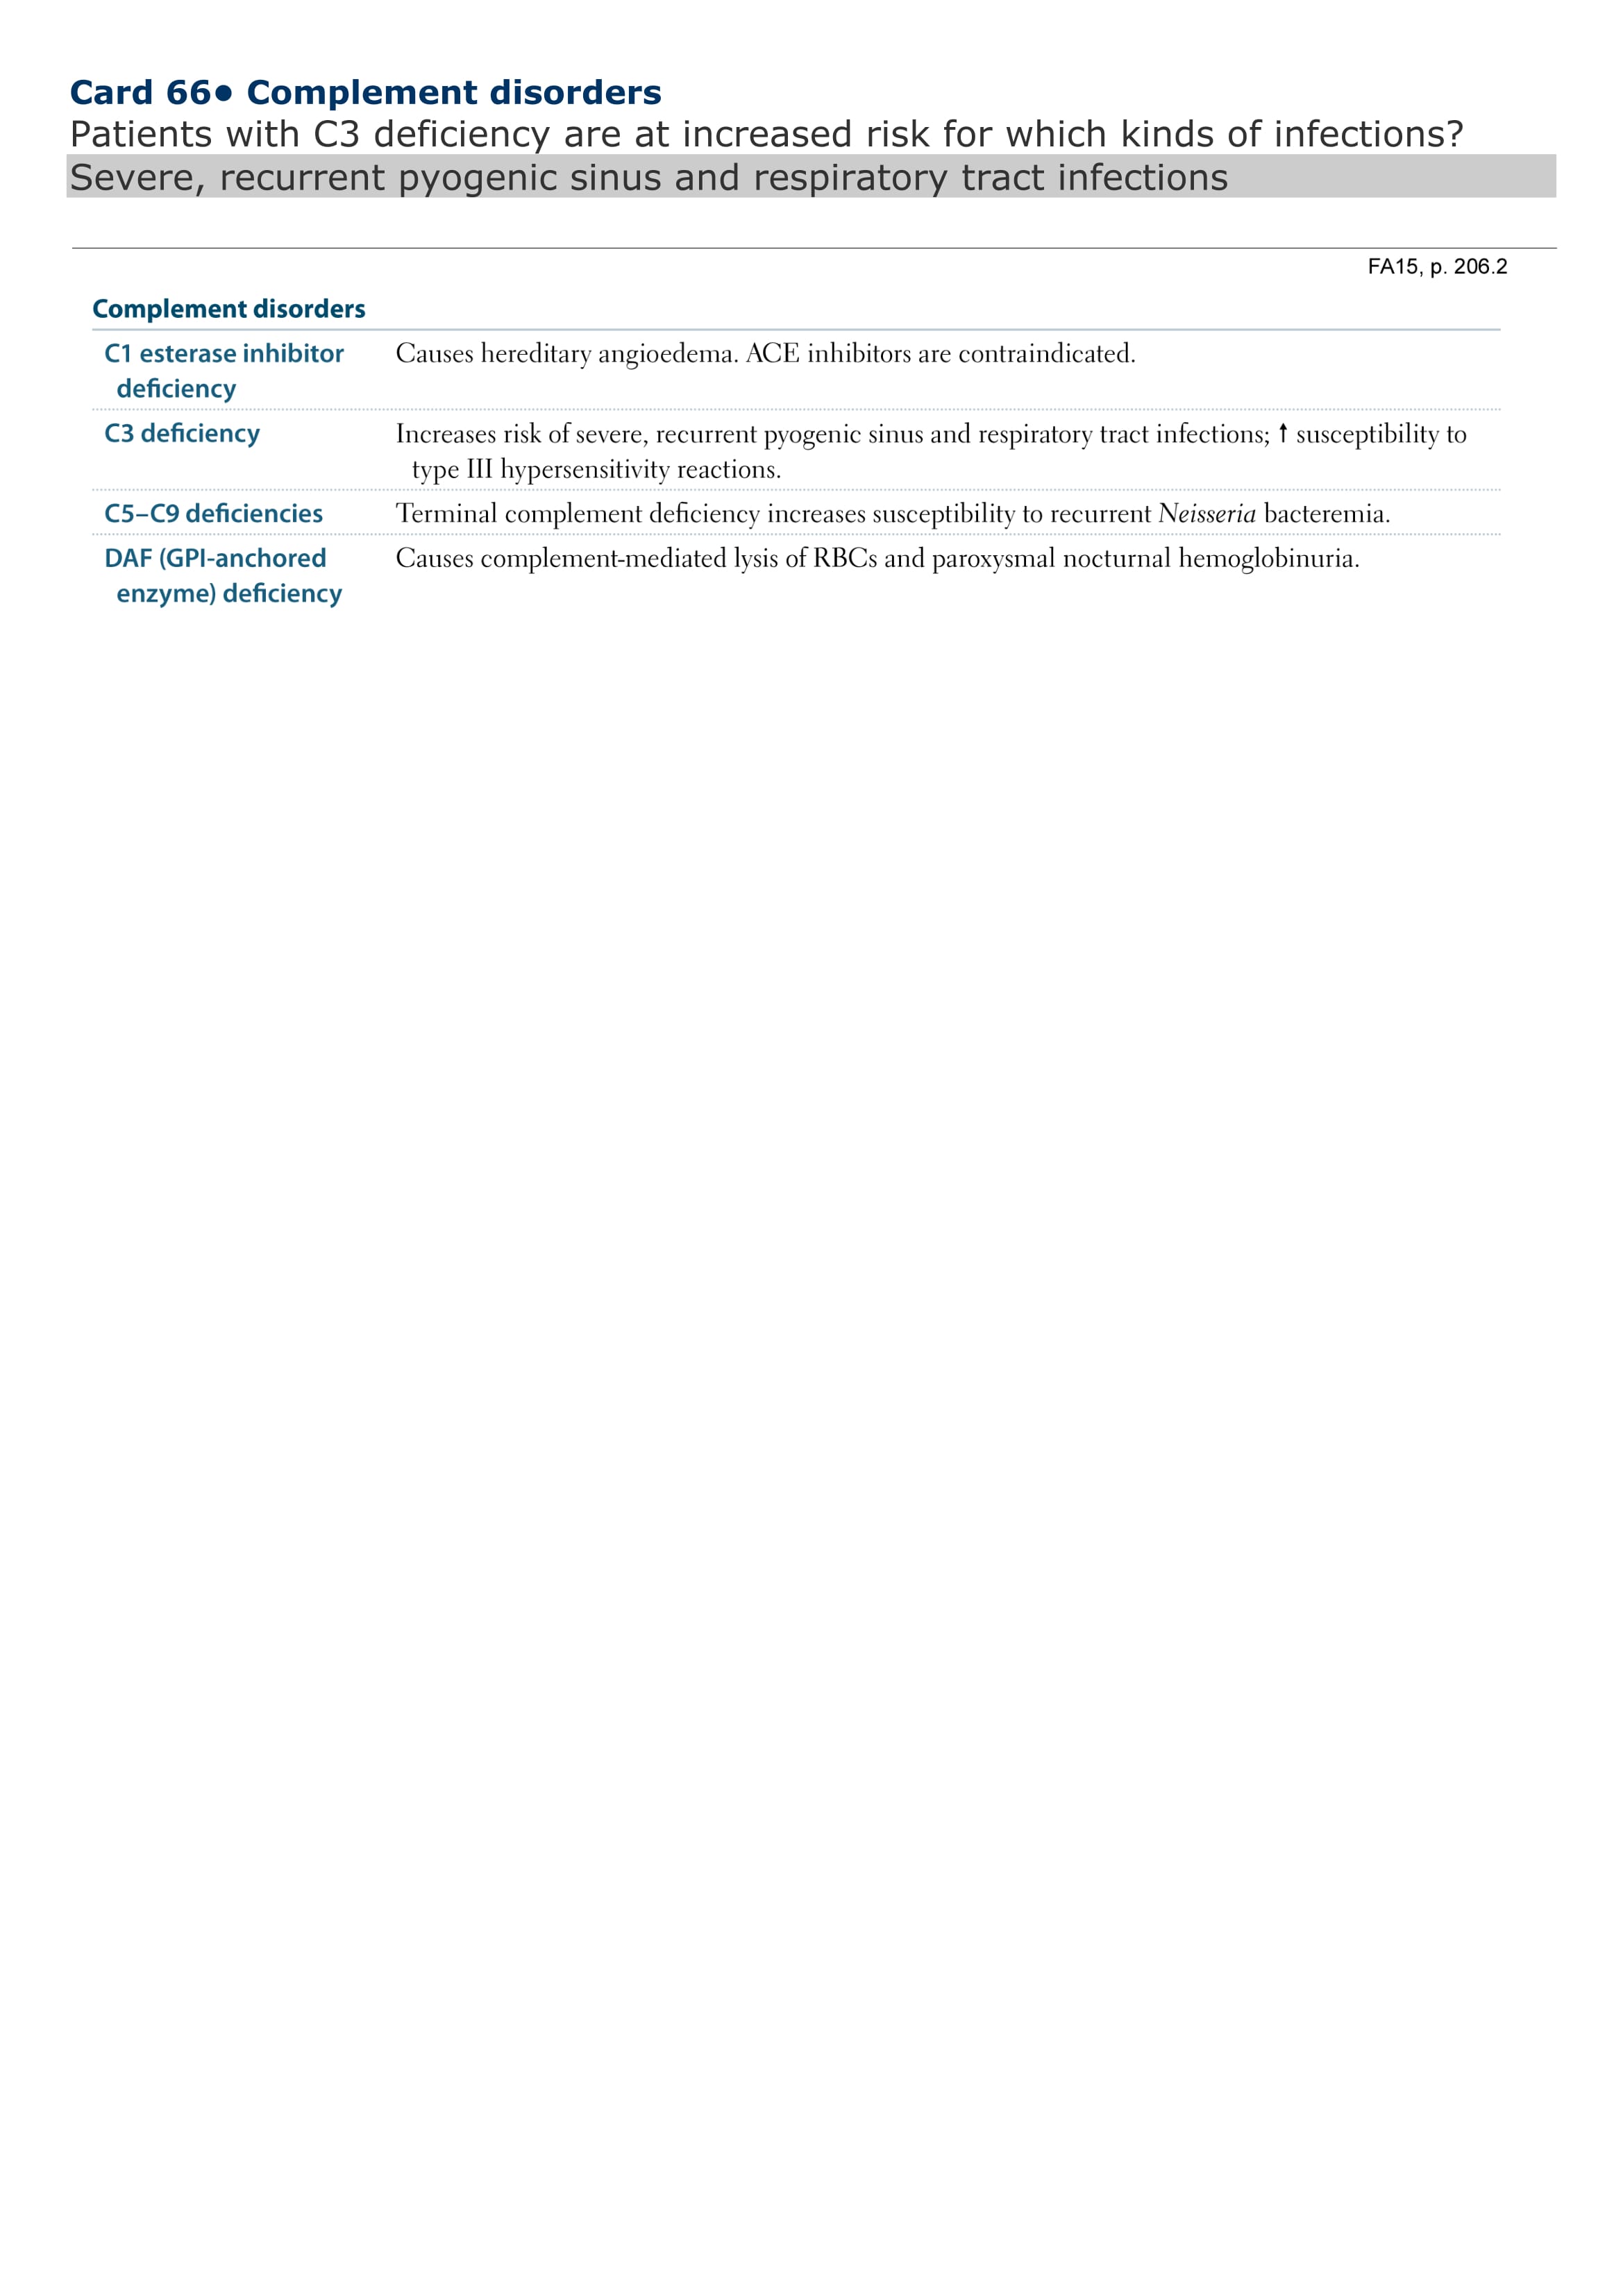 Card 66• Complement disorders
Patients with C3 deficiency are at increased risk for which kinds of infections?
Severe, recurrent pyogenic sinus and respiratory tract infections
FA15, p. 206.2
Complement disorders
C1 esterase inhibitor deficiency
Causes hereditary angioedema. ACE inhibitors are contraindicated.
C3 deficiency
Increases risk of severe, recurrent pyogenic sinus and respiratory tract infections; ↑ susceptibility to
type III hypersensitivity reactions.
C5–C9 deficiencies
Terminal complement deficiency increases susceptibility to recurrent Neisseria bacteremia.
DAF (GPI-anchored
enzyme) deficiency
Causes complement-mediated lysis of RBCs and paroxysmal nocturnal hemoglobinuria.